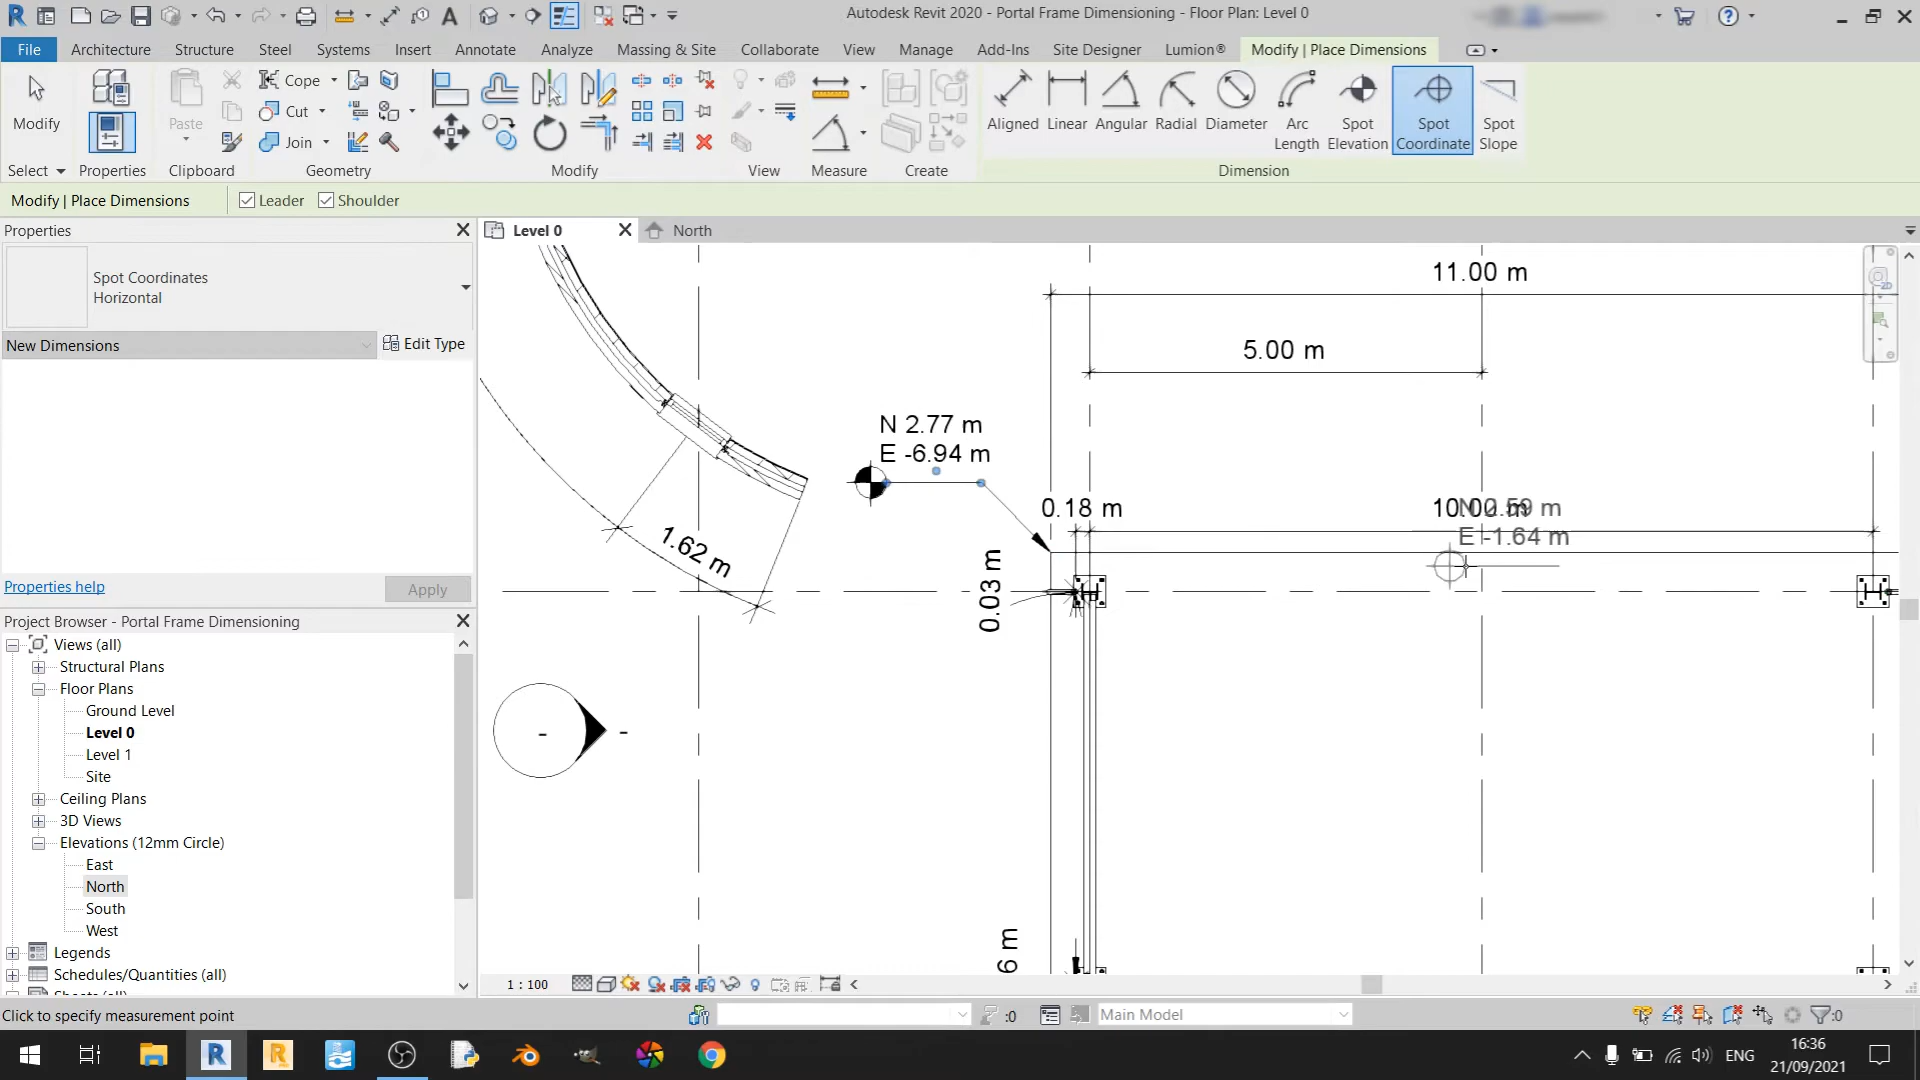 Autodesk Revit 2020 - Portal Frame Dimensioning - Floor Plan: Level 0
File Architecture Structure Steel Systems Insert Annotate Analyze Massing & Site Collaborate View Manage Add-Ins Site Designer Lumion® Modify | Place Dimensions
Modify
Paste
Cope
Cut
Join
Aligned Linear Angular Radial Diameter Arc Length Spot Elevation Spot Coordinate Spot Slope
Select Properties Clipboard Geometry Modify View Measure Create Dimension
Modify | Place Dimensions Leader Shoulder
Properties
Level 0 North
Spot Coordinates
Horizontal
New Dimensions Edit Type
Properties help Apply
Project Browser - Portal Frame Dimensioning
Views (all)
Structural Plans
Floor Plans
Ground Level
Level 0
Level 1
Site
Ceiling Plans
3D Views
Elevations (12mm Circle)
East
North
South
West
Legends
Schedules/Quantities (all)
11.00 m
5.00 m
N 2.77 m
E -6.94 m
0.18 m
10.00 m
N 2.59 m
E -1.64 m
1.62 m
0.03 m
6 m
- -
1 : 100
Click to specify measurement point :0 Main Model :0
ENG
16:36
21/09/2021